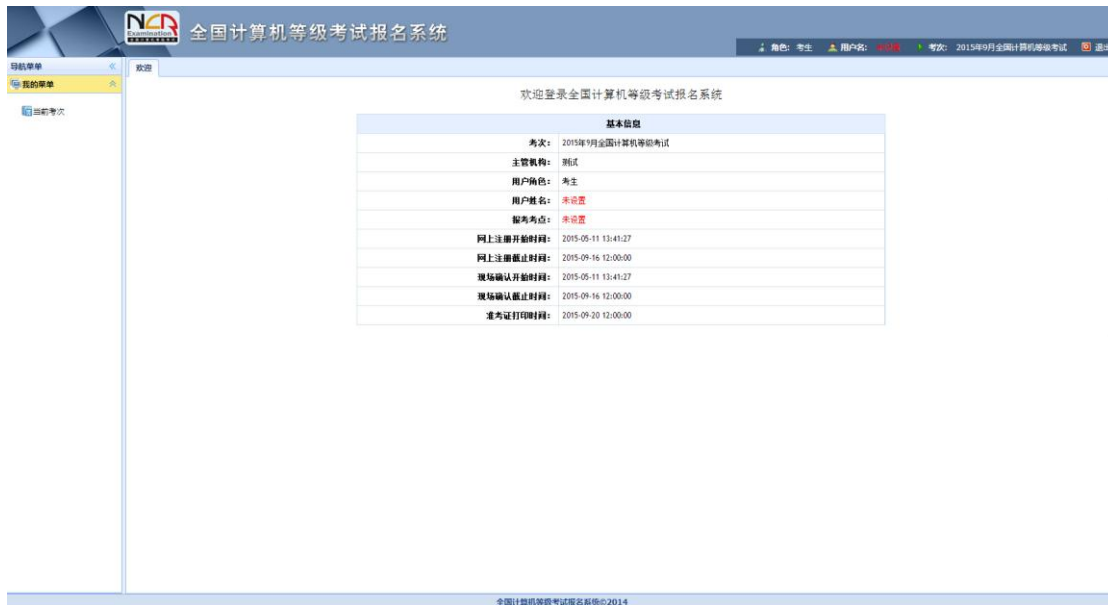 NCR
Examination
全国计算机等级考试报名系统
角色: 考生 用户名: 考次: 2015年9月全国计算机等级考试 退出
导航菜单 欢迎
我的菜单
当前考次
欢迎登录全国计算机等级考试报名系统
基本信息
考次: 2015年9月全国计算机等级考试
主管机构: 测试
用户角色: 考生
用户姓名: 未设置
报考考点: 未设置
网上注册开始时间: 2015-05-11 13:41:27
网上注册截止时间: 2015-09-16 12:00:00
现场确认开始时间: 2015-05-11 13:41:27
现场确认截止时间: 2015-09-16 12:00:00
准考证打印时间: 2015-09-20 12:00:00
全国计算机等级考试报名系统©2014